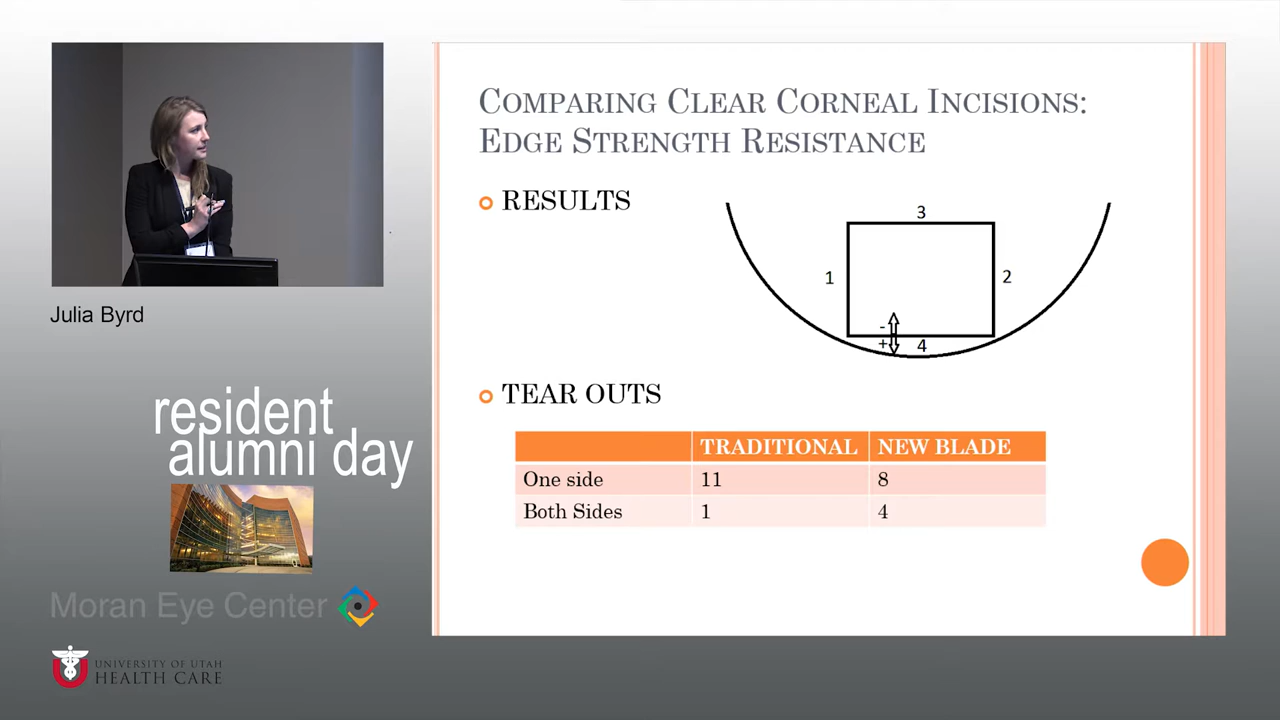 COMPARING CLEAR CORNEAL INCISIONS:
EDGE STRENGTH RESISTANCE
RESULTS
3
1
2
-
+
4
TEAR OUTS
TRADITIONAL NEW BLADE
One side 11 8
Both Sides 1 4
Julia Byrd
resident
alumni day
Moran Eye Center
U
UNIVERSITY OF UTAH
HEALTH CARE